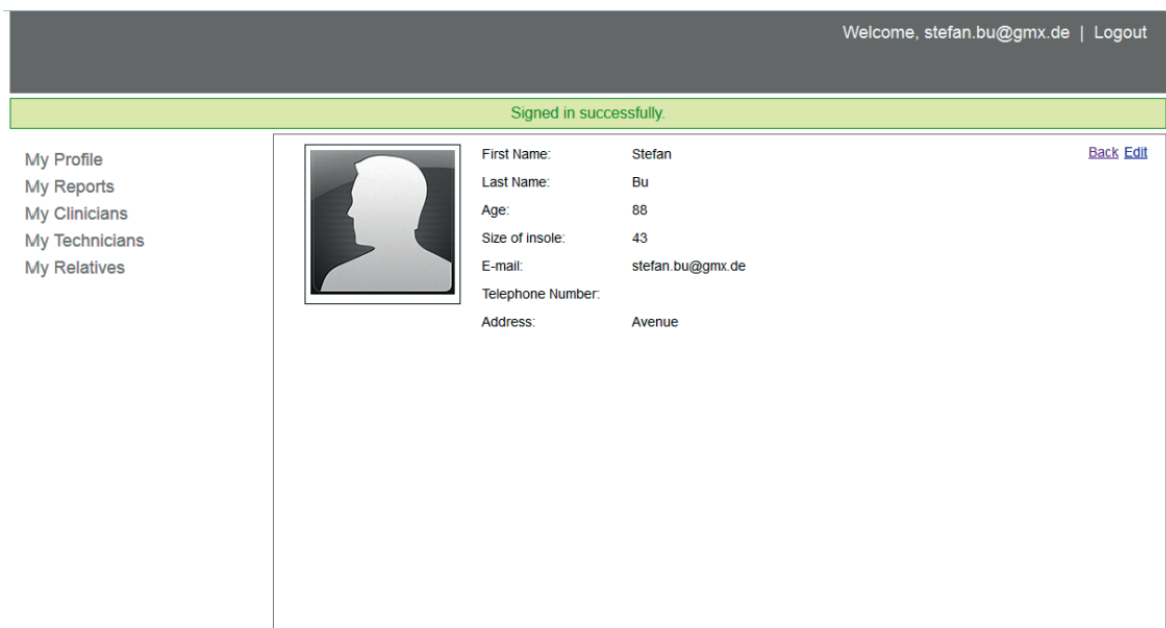 Welcome, stefan.bu@gmx.de | Logout
Signed in successfully.
My Profile
My Reports
My Clinicians
My Technicians
My Relatives
First Name: Stefan
Last Name: Bu
Age: 88
Size of insole: 43
E-mail: stefan.bu@gmx.de
Telephone Number:
Address: Avenue
Back Edit